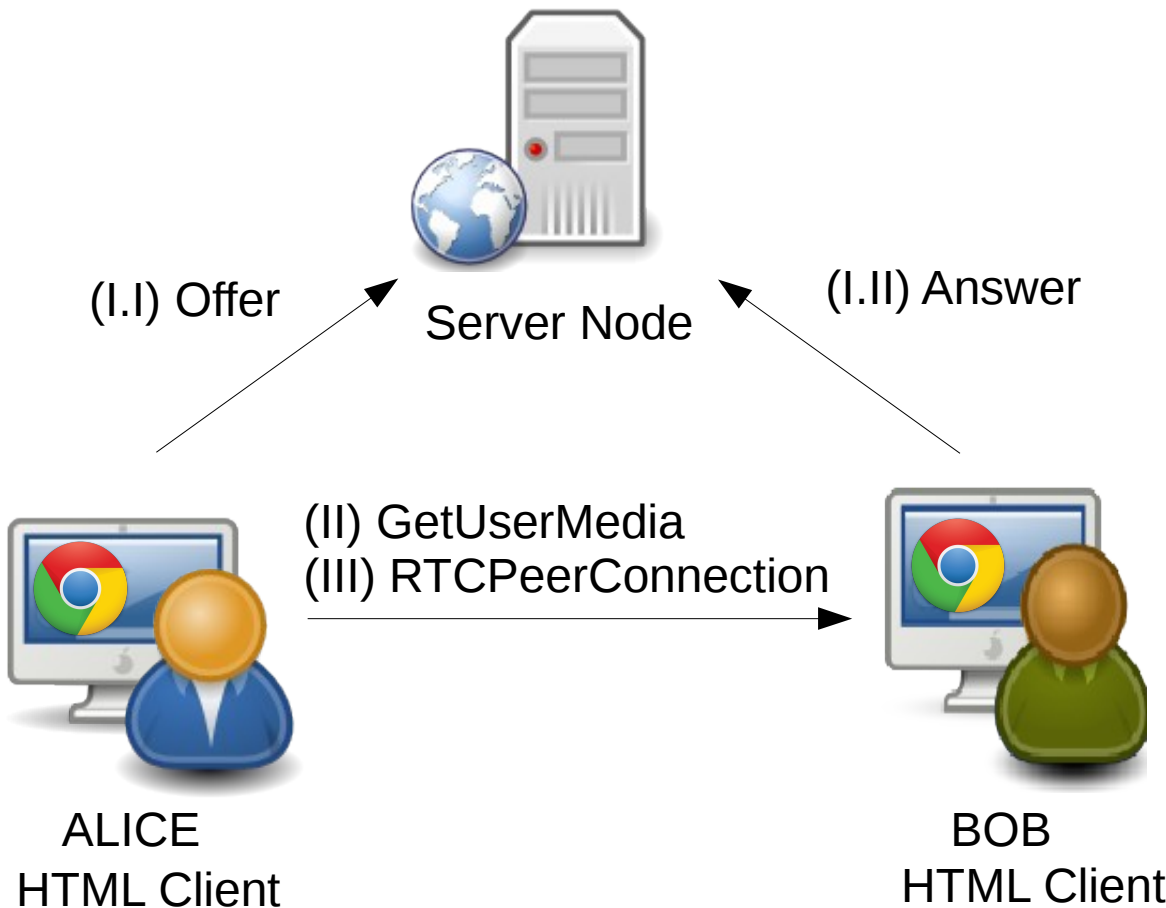 (I.I) Offer
(I.II) Answer
Server Node
(II) GetUserMedia
(III) RTCPeerConnection
ALICE
HTML Client
BOB
HTML Client